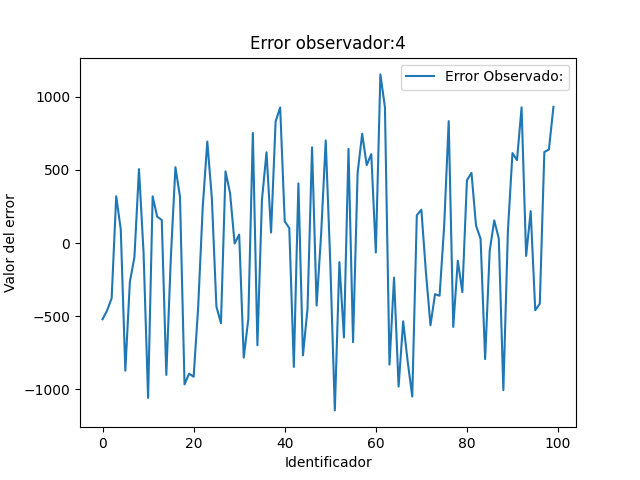 Error observador:4
Error Observado:
1000
500
0
−500
−1000
Valor del error
0 20 40 60 80 100
Identificador